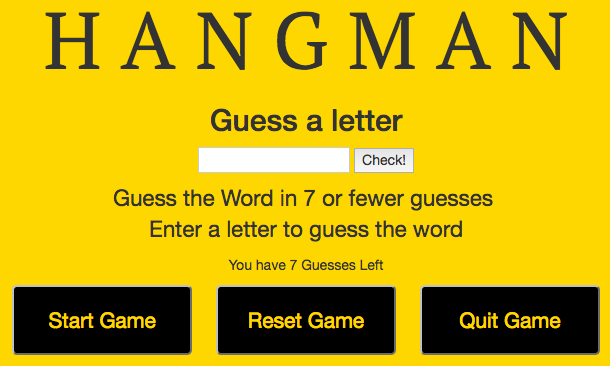 HANGMAN
Guess a letter
Check!
Guess the Word in 7 or fewer guesses
Enter a letter to guess the word
You have 7 Guesses Left
Start Game Reset Game Quit Game